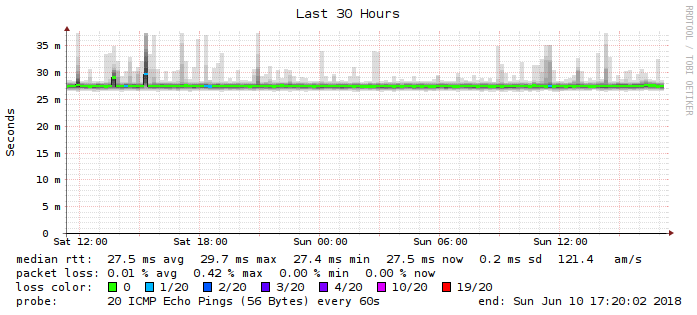 Last 30 Hours
RRDTOOL / TOBI OETIKER
Seconds
35 m
30 m
25 m
20 m
15 m
10 m
5 m
0
Sat 12:00 Sat 18:00 Sun 00:00 Sun 06:00 Sun 12:00
median rtt: 27.5 ms avg 29.7 ms max 27.4 ms min 27.5 ms now 0.2 ms sd 121.4 am/s
packet loss: 0.01 % avg 0.42 % max 0.00 % min 0.00 % now
loss color: 0 1/20 2/20 3/20 4/20 10/20 19/20
probe: 20 ICMP Echo Pings (56 Bytes) every 60s end: Sun Jun 10 17:20:02 2018